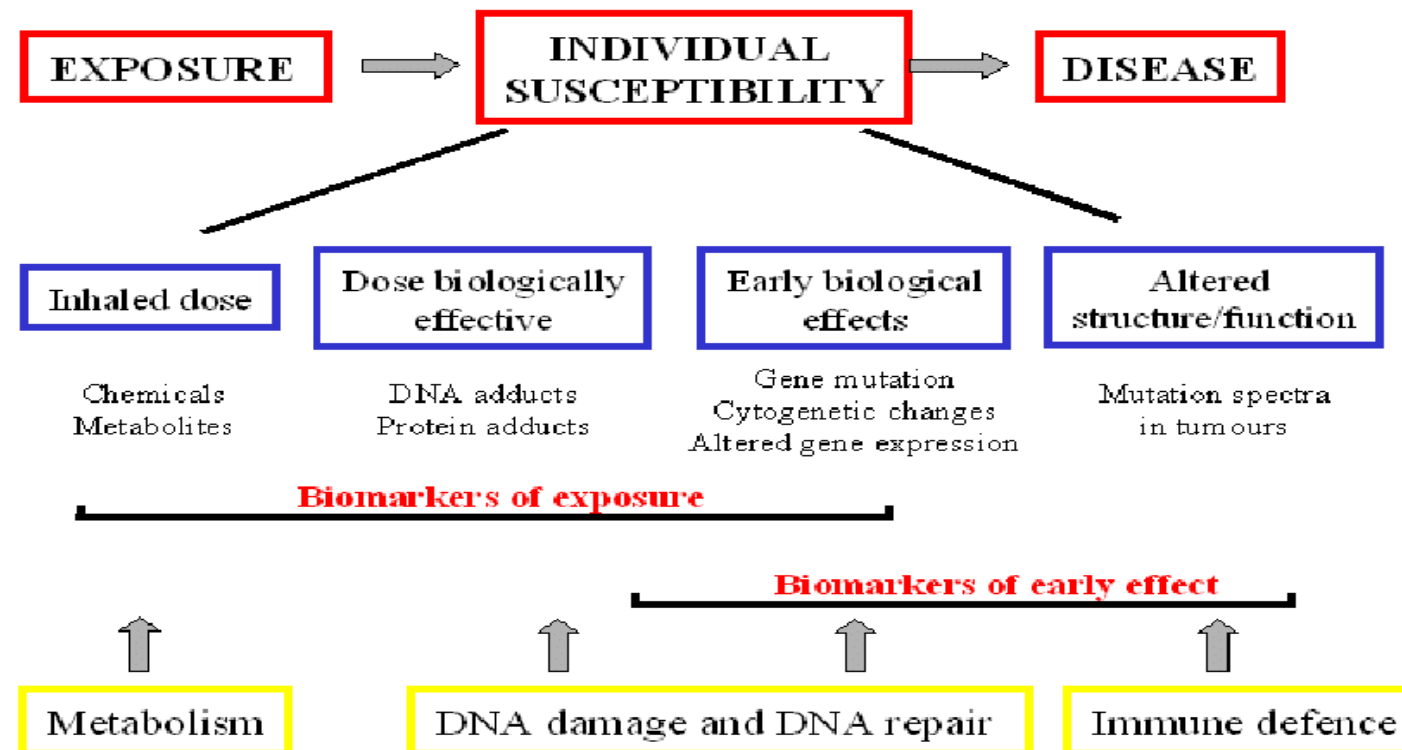 EXPOSURE
INDIVIDUAL
SUSCEPTIBILITY
DISEASE
Inhaled dose
Dose biologically
effective
Early biological
effects
Altered
structure/function
Chemicals
Metabolites
DNA adducts
Protein adducts
Gene mutation
Cytogenetic changes
Altered gene expression
Mutation spectra
in tumours
Biomarkers of exposure
Biomarkers of early effect
Metabolism
DNA damage and DNA repair
Immune defence